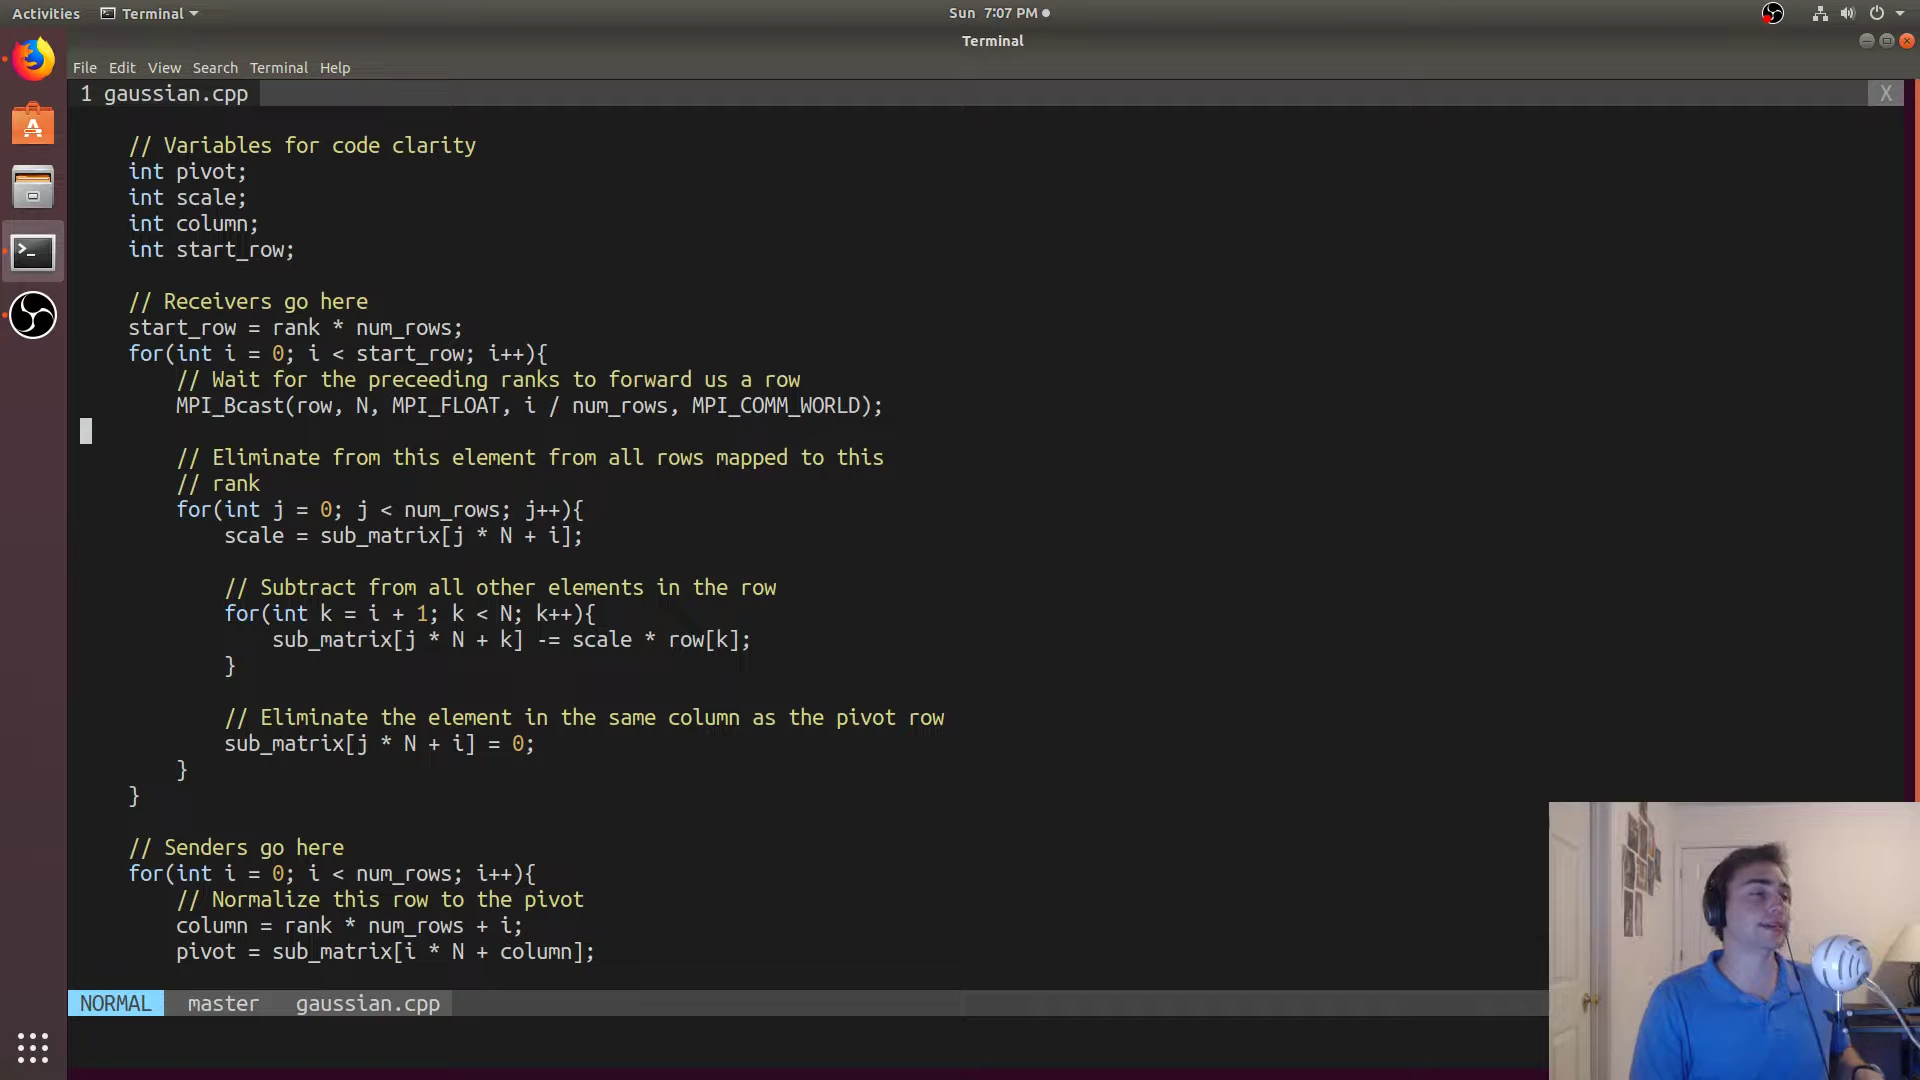 Activities
Terminal
Sun 7:07 PM
Terminal
File Edit View Search Terminal Help
1 gaussian.cpp
X
// Variables for code clarity
int pivot;
int scale;
int column;
int start_row;
// Receivers go here
start_row = rank * num_rows;
for(int i = 0; i < start_row; i++){
// Wait for the preceeding ranks to forward us a row
MPI_Bcast(row, N, MPI_FLOAT, i / num_rows, MPI_COMM_WORLD);
// Eliminate from this element from all rows mapped to this
// rank
for(int j = 0; j < num_rows; j++){
scale = sub_matrix[j * N + i];
// Subtract from all other elements in the row
for(int k = i + 1; k < N; k++){
sub_matrix[j * N + k] -= scale * row[k];
}
// Eliminate the element in the same column as the pivot row
sub_matrix[j * N + i] = 0;
}
}
// Senders go here
for(int i = 0; i < num_rows; i++){
// Normalize this row to the pivot
column = rank * num_rows + i;
pivot = sub_matrix[i * N + column];
NORMAL master gaussian.cpp